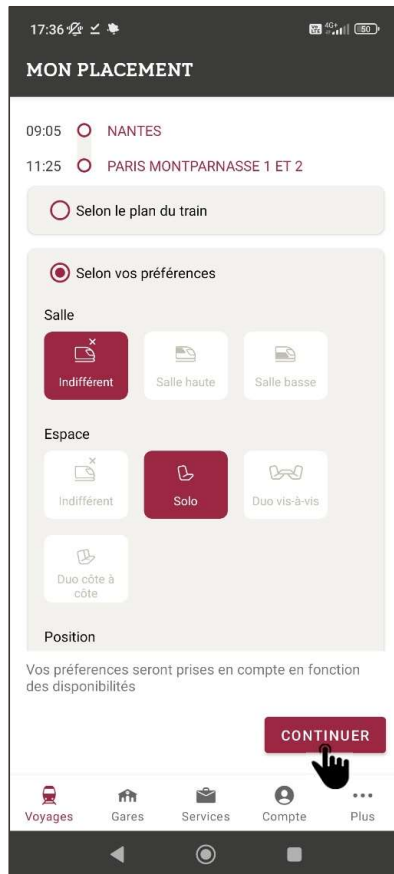 17:36
4G+
50
MON PLACEMENT
09:05 NANTES
11:25 PARIS MONTPARNASSE 1 ET 2
Selon le plan du train
Selon vos préférences
Salle
Indifférent
Salle haute
Salle basse
Espace
Indifférent
Solo
Duo vis-à-vis
Duo côte à
côte
Position
Vos préferences seront prises en compte en fonction
des disponibilités
CONTINUER
Voyages
Gares
Services
Compte
Plus